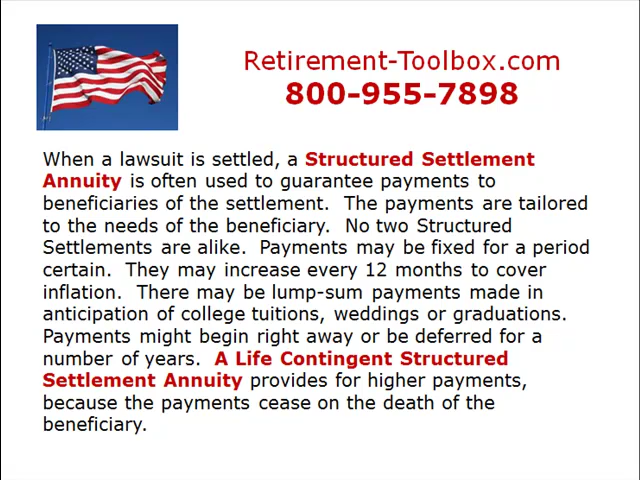 Retirement-Toolbox.com
800-955-7898
When a lawsuit is settled, a Structured Settlement
Annuity is often used to guarantee payments to
beneficiaries of the settlement.  The payments are tailored
to the needs of the beneficiary.  No two Structured
Settlements are alike.  Payments may be fixed for a period
certain.  They may increase every 12 months to cover
inflation.  There may be lump-sum payments made in
anticipation of college tuitions, weddings or graduations.
Payments might begin right away or be deferred for a
number of years.  A Life Contingent Structured
Settlement Annuity provides for higher payments,
because the payments cease on the death of the
beneficiary.